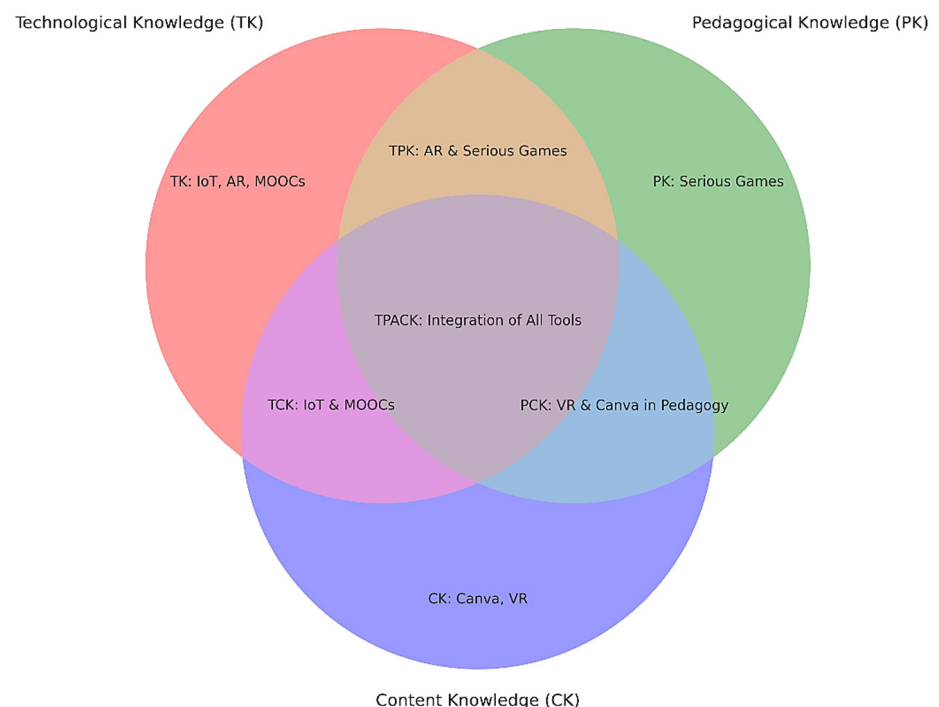 Technological Knowledge (TK)
Pedagogical Knowledge (PK)
TPK: AR & Serious Games
TK: IoT, AR, MOOCs
PK: Serious Games
TPACK: Integration of All Tools
TCK: IoT & MOOCs
PCK: VR & Canva in Pedagogy
CK: Canva, VR
Content Knowledge (CK)